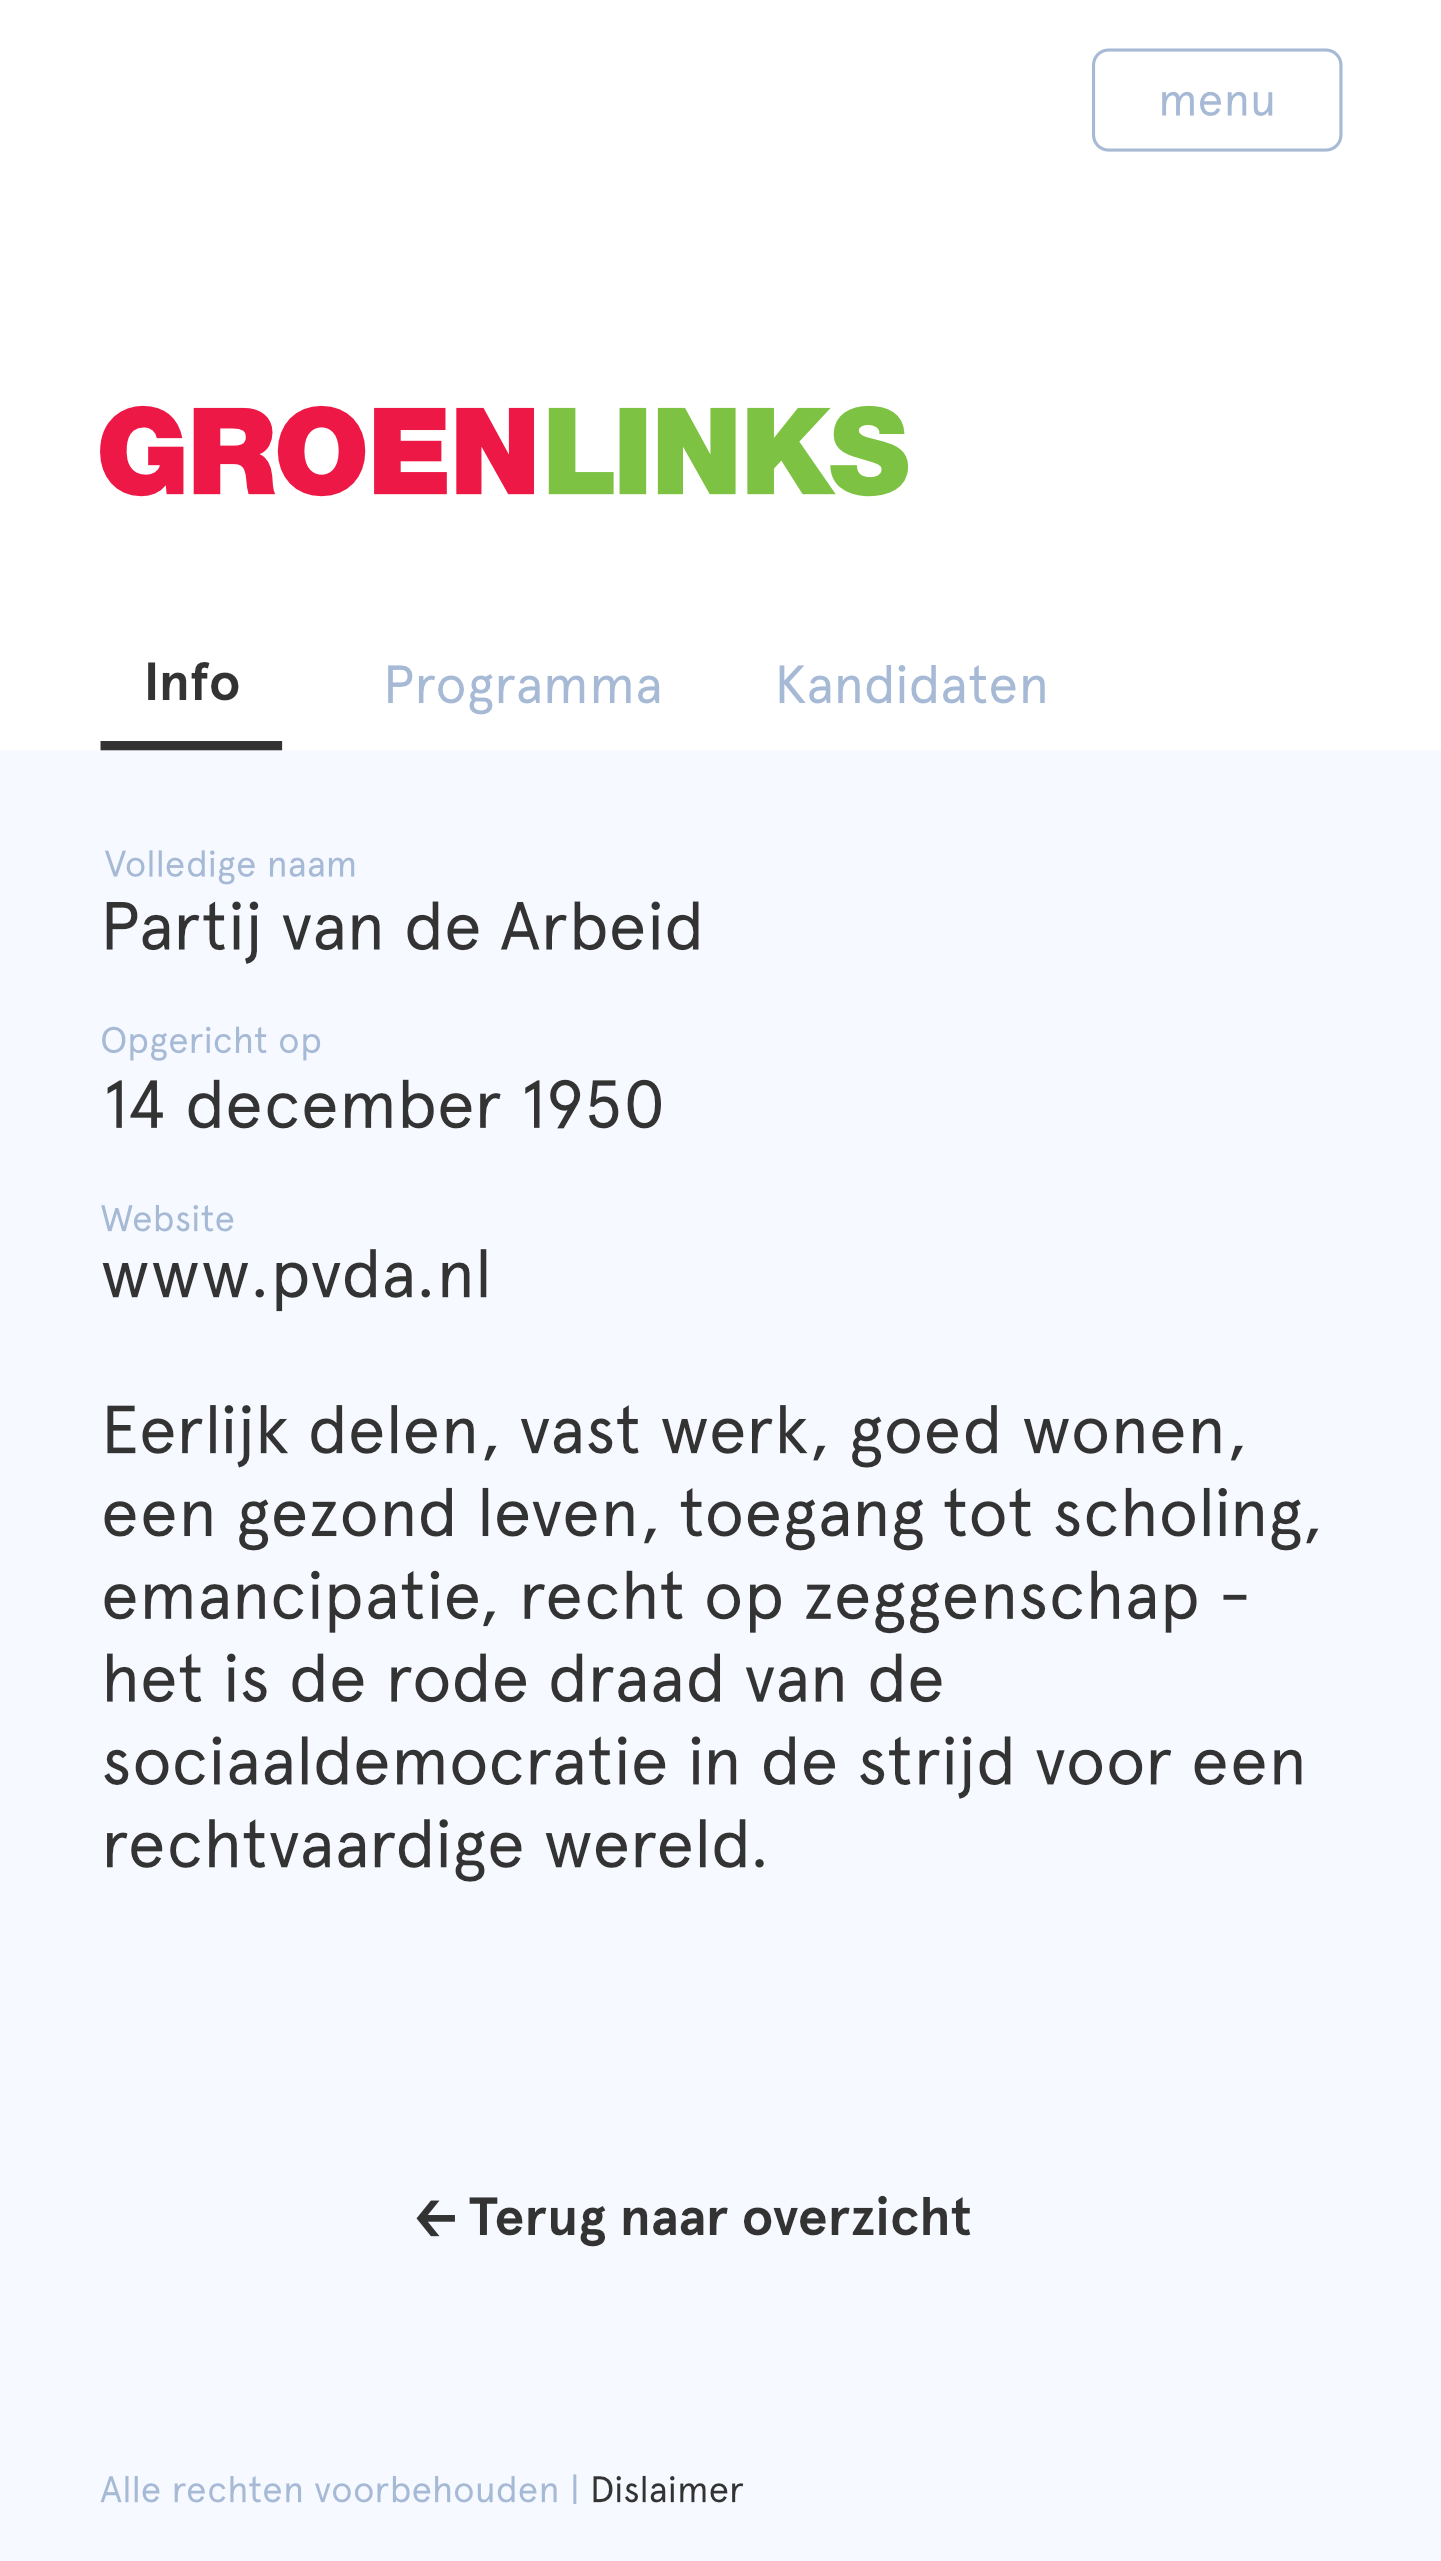 menu
GROENLINKS
Info Programma Kandidaten
Volledige naam
Partij van de Arbeid
Opgericht op
14 december 1950
Website
www.pvda.nl
Eerlijk delen, vast werk, goed wonen,
een gezond leven, toegang tot scholing,
emancipatie, recht op zeggenschap -
het is de rode draad van de
sociaaldemocratie in de strijd voor een
rechtvaardige wereld.
← Terug naar overzicht
Alle rechten voorbehouden | Dislaimer